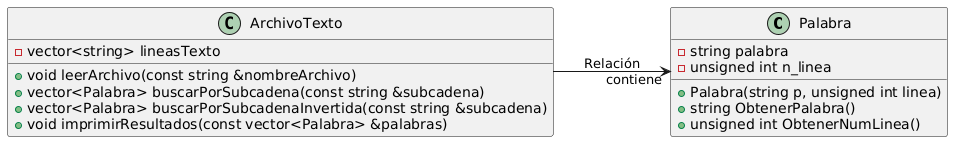 ArchivoTexto
vector<string> lineasTexto
void leerArchivo(const string &nombreArchivo)
vector<Palabra> buscarPorSubcadena(const string &subcadena)
vector<Palabra> buscarPorSubcadenaInvertida(const string &subcadena)
void imprimirResultados(const vector<Palabra> &palabras)
Relación
contiene
Palabra
string palabra
unsigned int n_linea
Palabra(string p, unsigned int linea)
string ObtenerPalabra()
unsigned int ObtenerNumLinea()